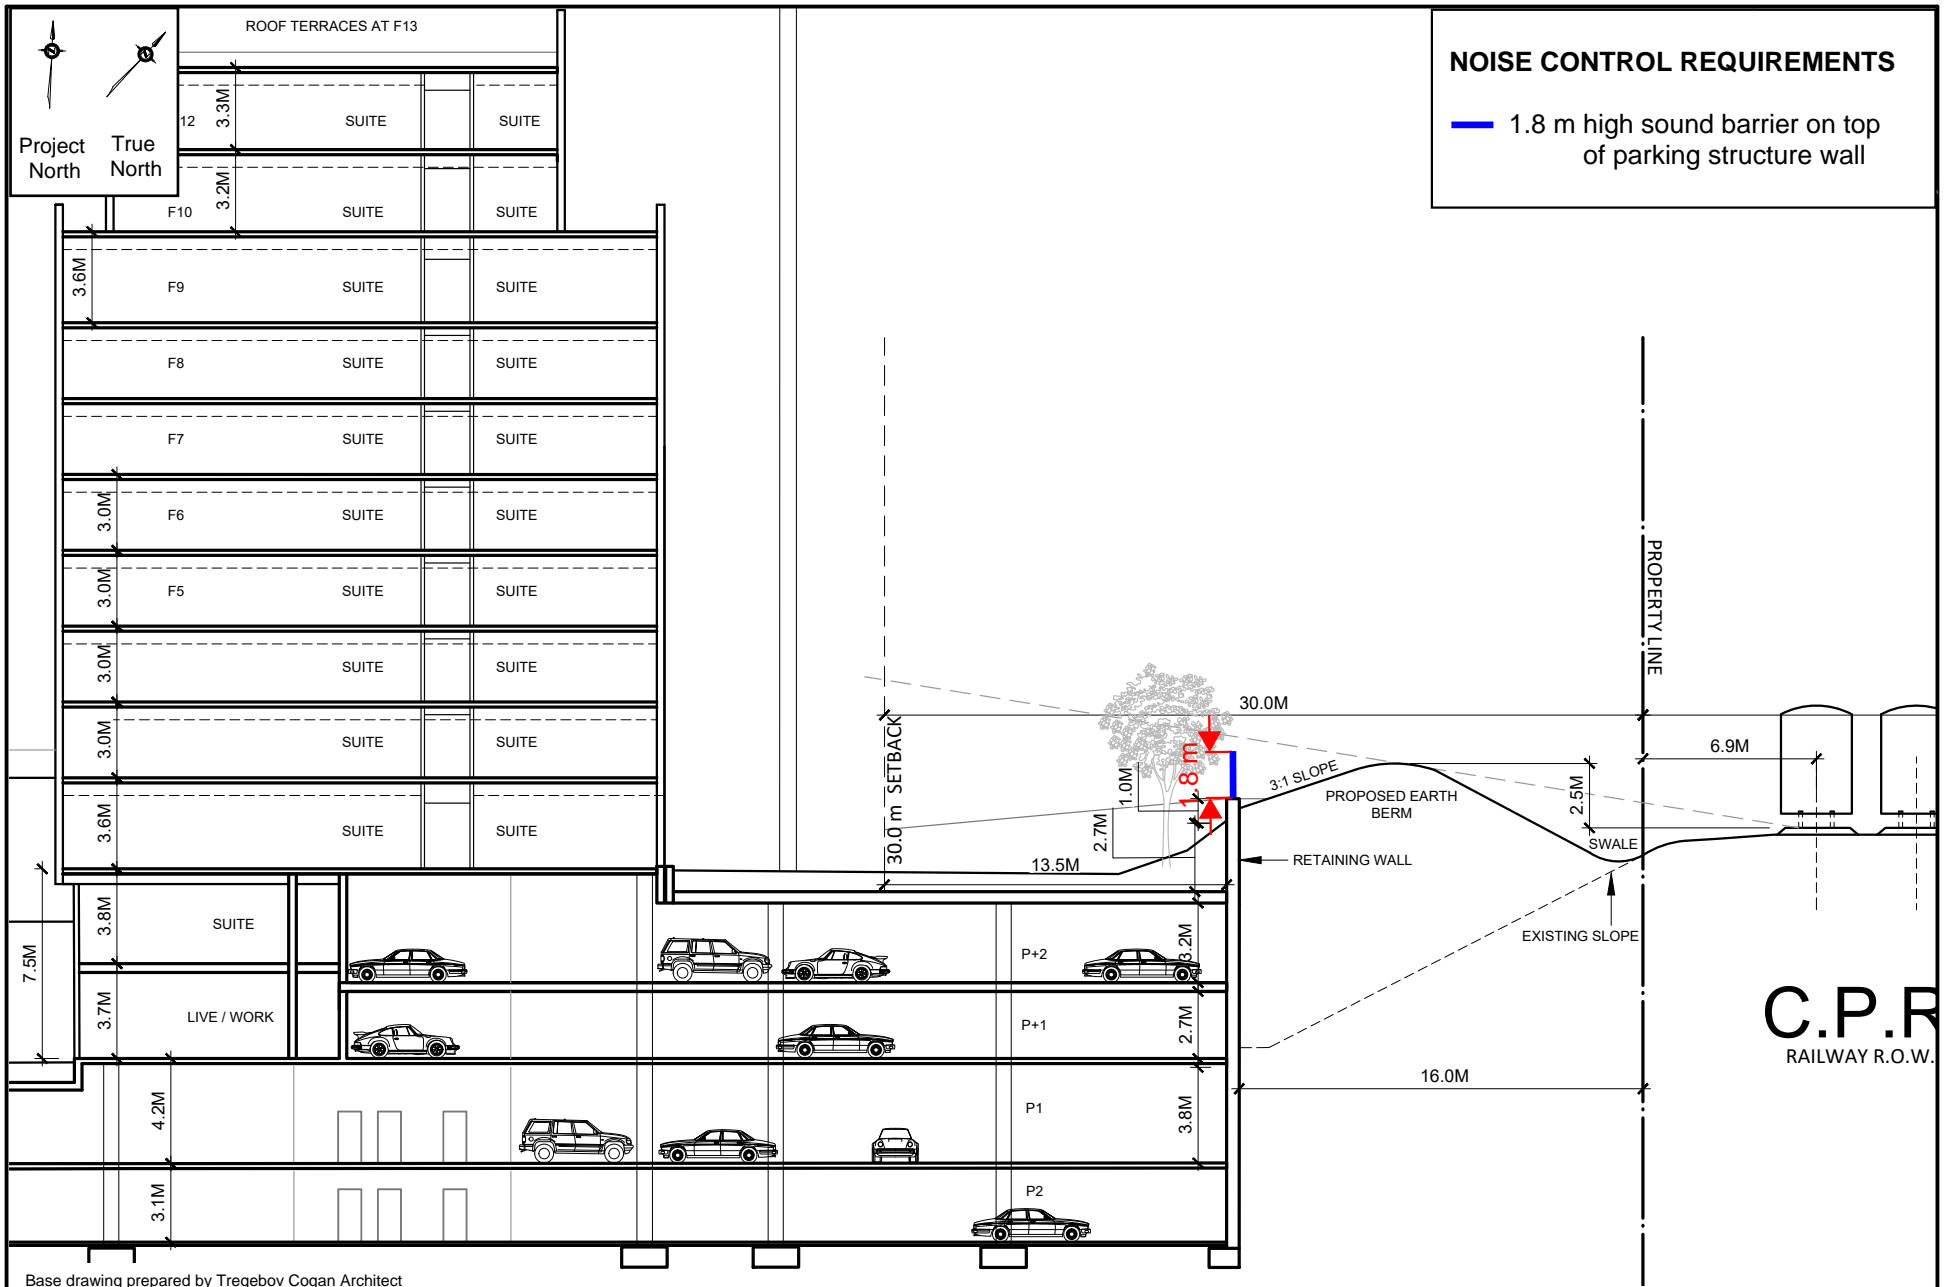 ROOF TERRACES AT F13
Project North
True North
NOISE CONTROL REQUIREMENTS
1.8 m high sound barrier on top
of parking structure wall
12
3.3M
SUITE
SUITE
3.2M
F10
SUITE
SUITE
3.6M
F9
SUITE
SUITE
F8
SUITE
SUITE
F7
SUITE
SUITE
3.0M
F6
SUITE
SUITE
3.0M
F5
SUITE
SUITE
3.0M
SUITE
SUITE
3.0M
SUITE
SUITE
3.6M
SUITE
SUITE
PROPERTY LINE
30.0M
30.0 m SETBACK
6.9M
1.8 m
1.0M
2.7M
3:1 SLOPE
PROPOSED EARTH
BERM
2.5M
SWALE
13.5M
RETAINING WALL
EXISTING SLOPE
7.5M
3.8M
SUITE
P+2
3.2M
3.7M
LIVE / WORK
P+1
2.7M
C.P.R
RAILWAY R.O.W.
16.0M
4.2M
P1
3.8M
3.1M
P2
Base drawing prepared by Tregebov Cogan Architect